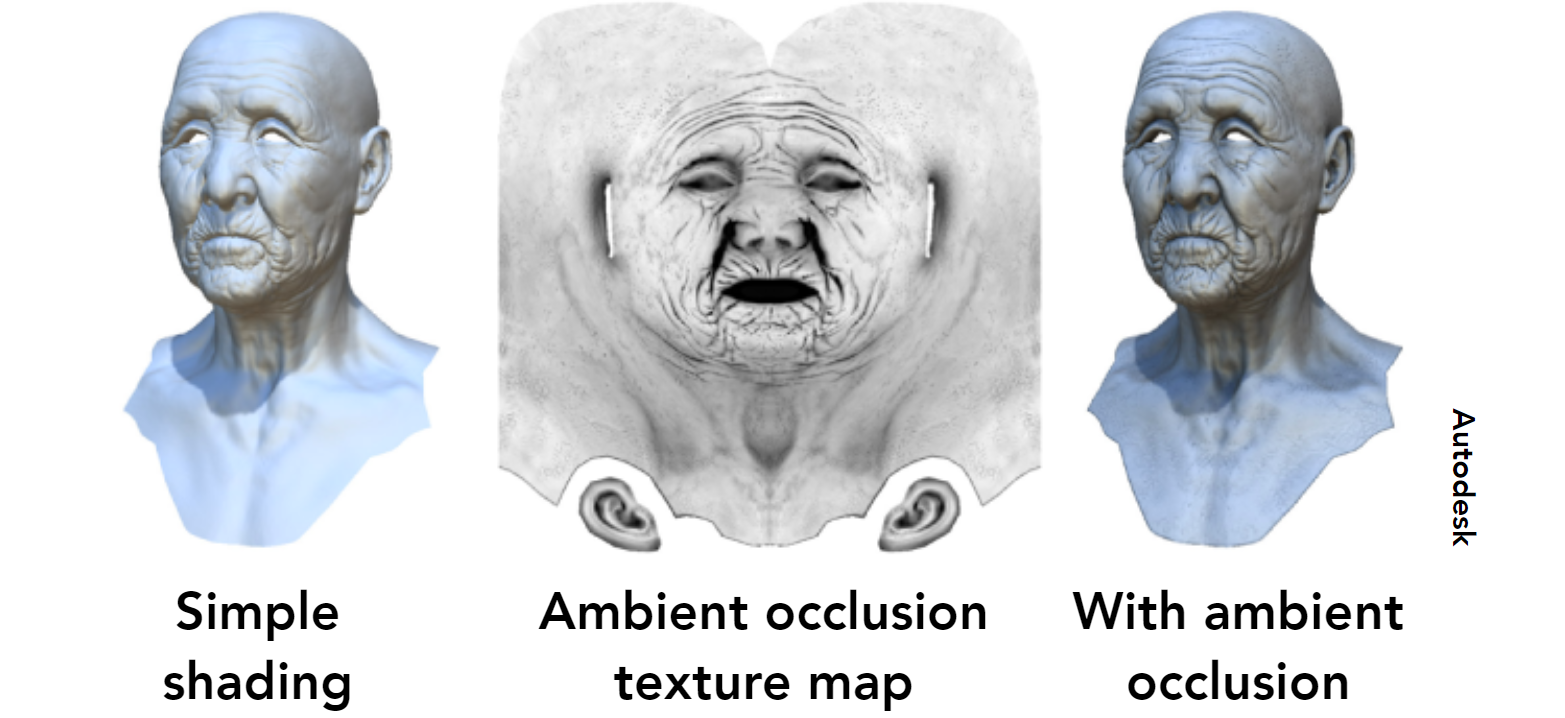 Simple
shading
Ambient occlusion
texture map
With ambient
occlusion
Autodesk